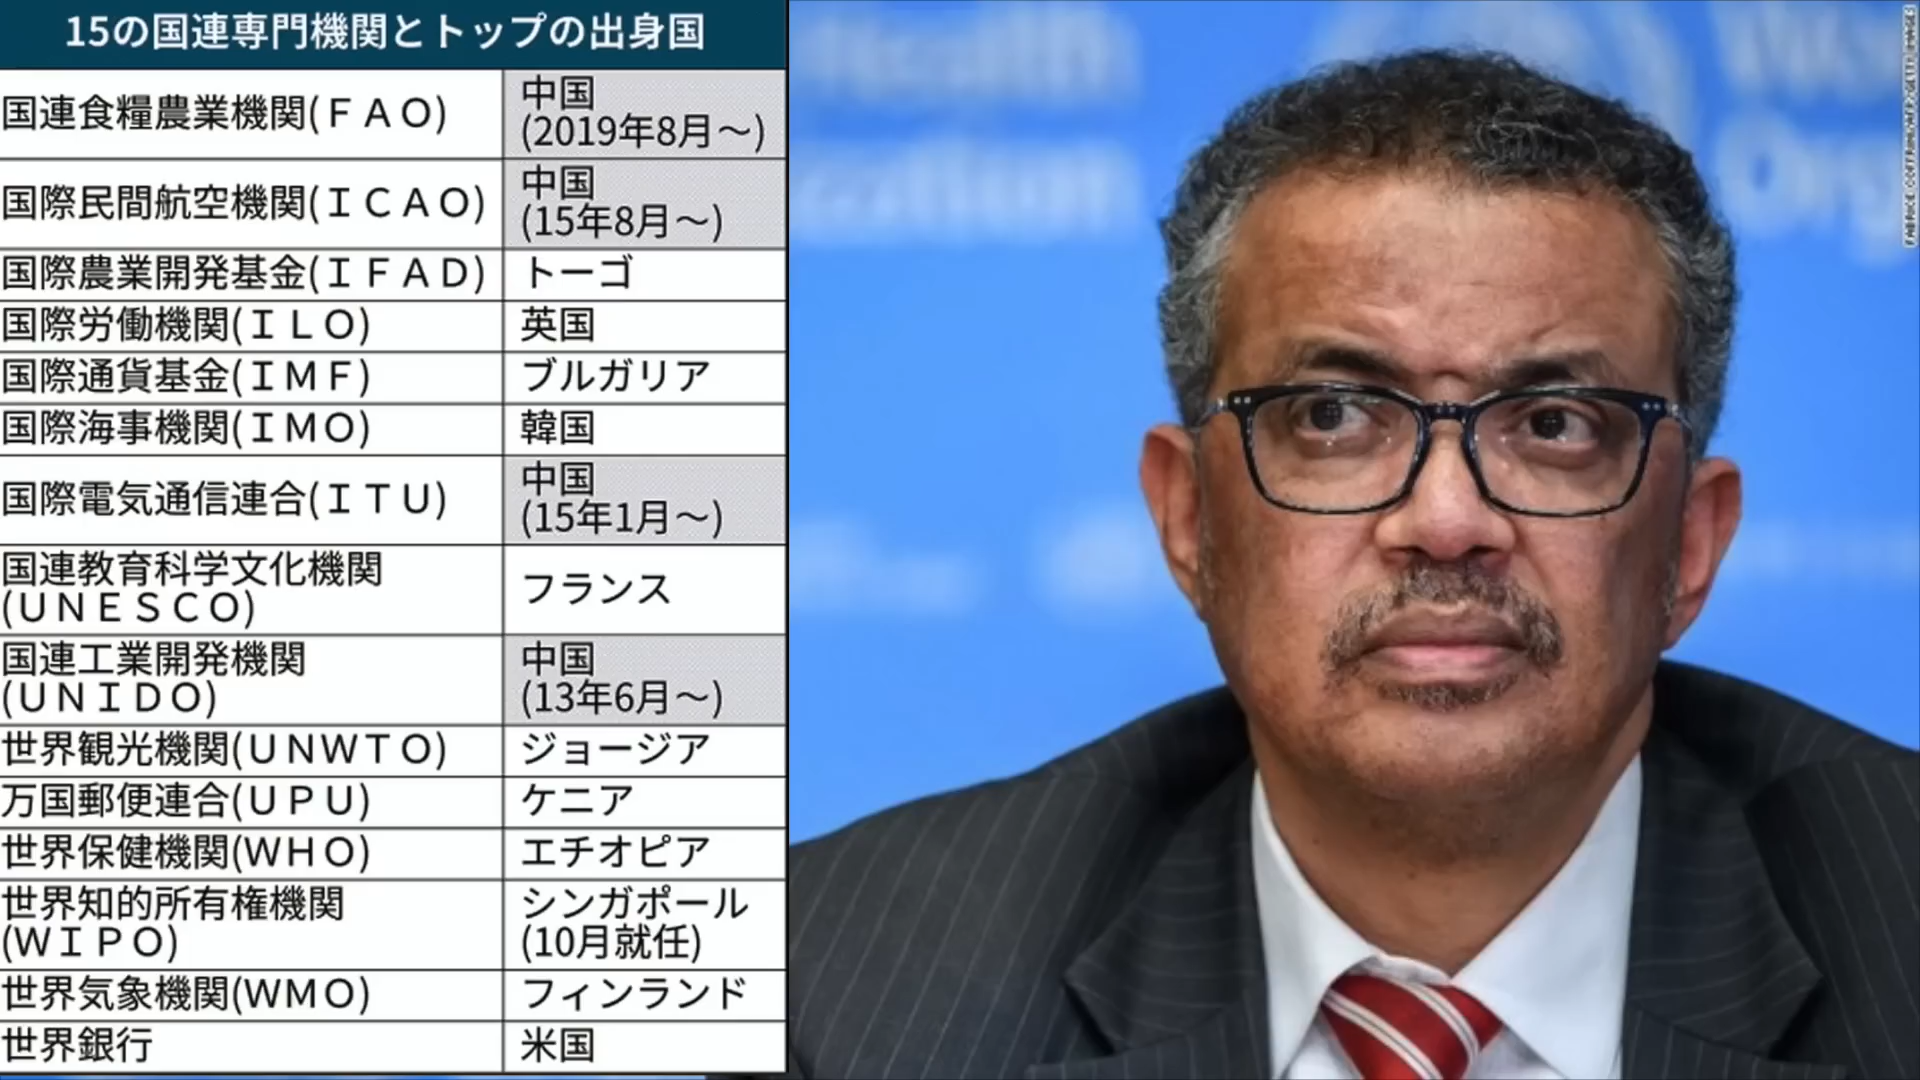 15の国連専門機関とトップの出身国
国連食糧農業機関(ＦＡＯ)
中国
(2019年8月～)
国際民間航空機関(ＩＣＡＯ)
中国
(15年8月～)
国際農業開発基金(ＩＦＡＤ)
トーゴ
国際労働機関(ＩＬＯ)
英国
国際通貨基金(ＩＭＦ)
ブルガリア
国際海事機関(ＩＭＯ)
韓国
国際電気通信連合(ＩＴＵ)
中国
(15年1月～)
国連教育科学文化機関
(ＵＮＥＳＣＯ)
フランス
国連工業開発機関
(ＵＮＩＤＯ)
中国
(13年6月～)
世界観光機関(ＵＮＷＴＯ)
ジョージア
万国郵便連合(ＵＰＵ)
ケニア
世界保健機関(ＷＨＯ)
エチオピア
世界知的所有権機関
(ＷＩＰＯ)
シンガポール
(10月就任)
世界気象機関(ＷＭＯ)
フィンランド
世界銀行
米国
Health
Wor
Org
FABRICE COFFRINI/AFP/GETTY IMAGES